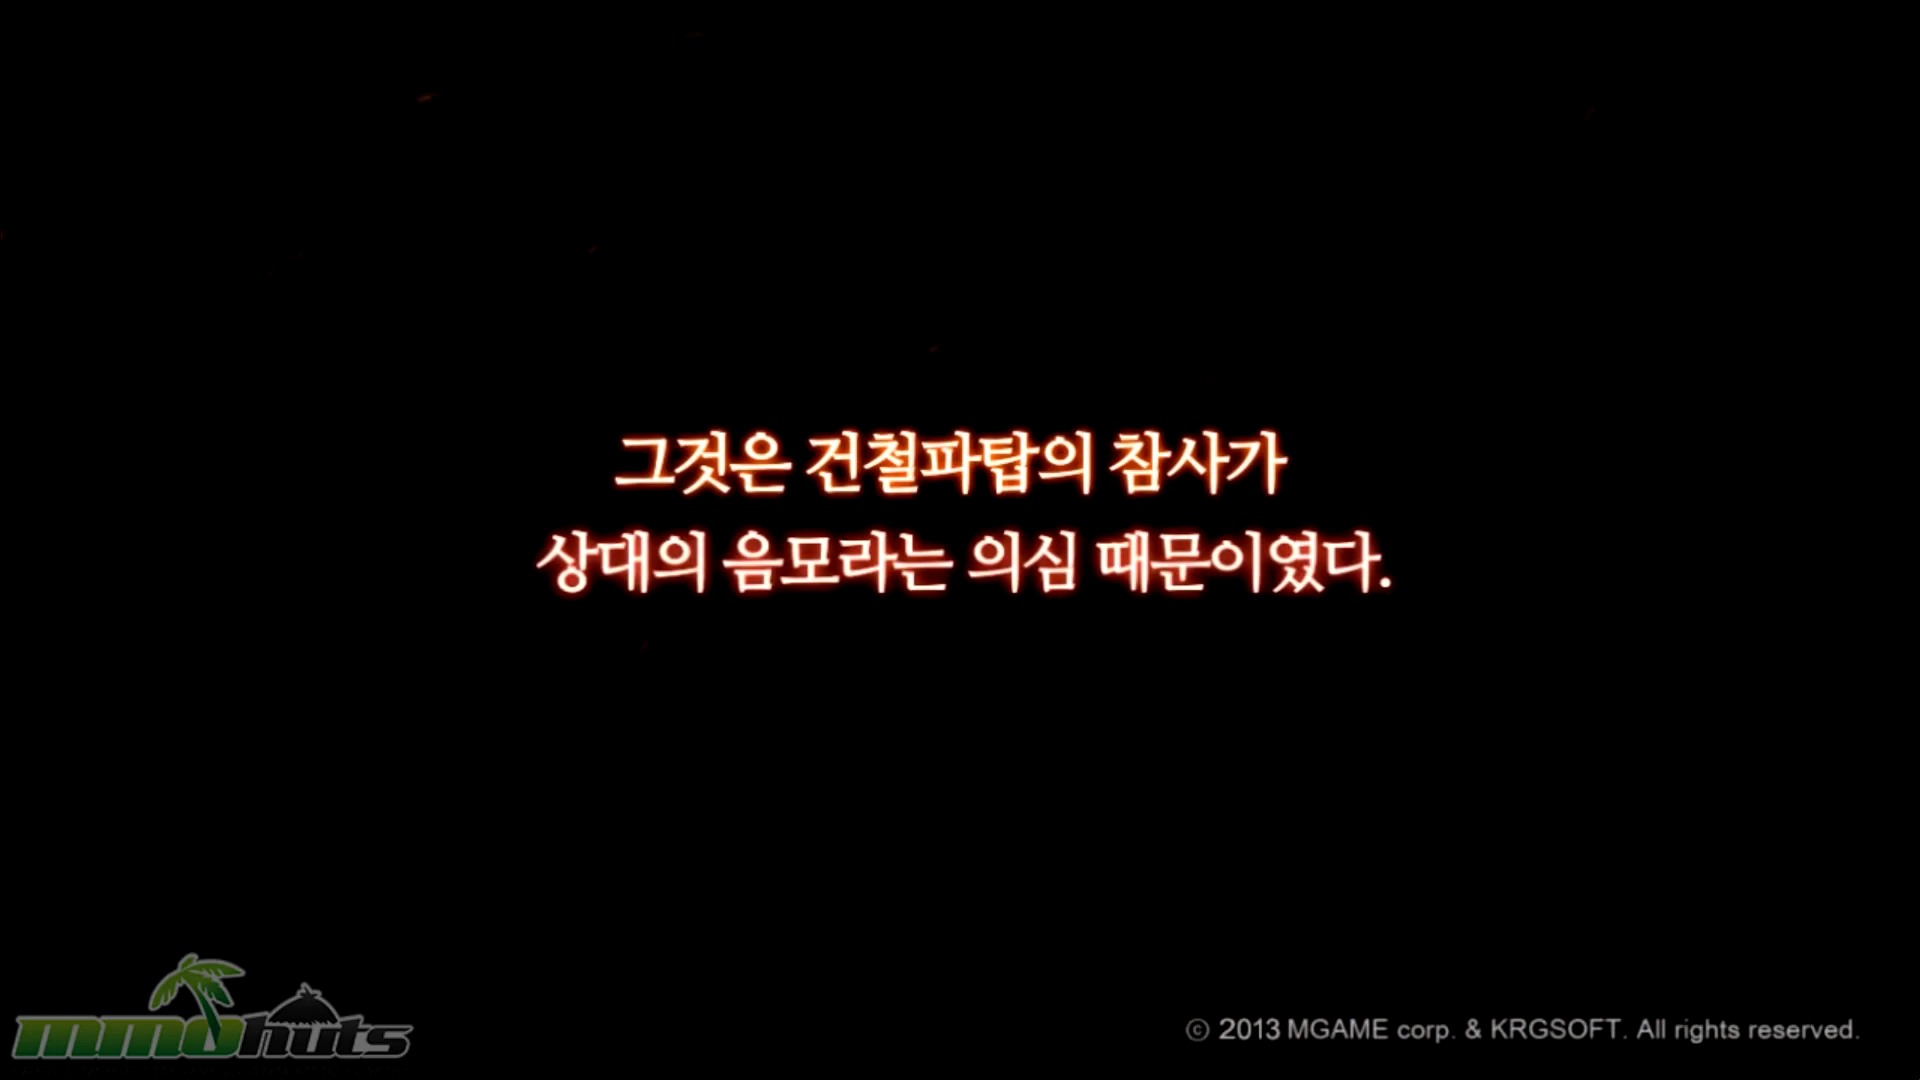 그것은 건철파탑의 참사가
상대의 음모라는 의심 때문이였다.
mmohuts
ⓒ 2013 MGAME corp. & KRGSOFT. All rights reserved.